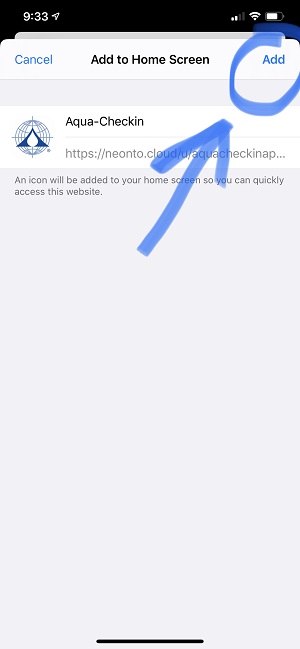 9:33
Cancel Add to Home Screen Add
Aqua-Checkin
https://neonto.cloud/u/aquacheckinap...
An icon will be added to your home screen so you can quickly
access this website.